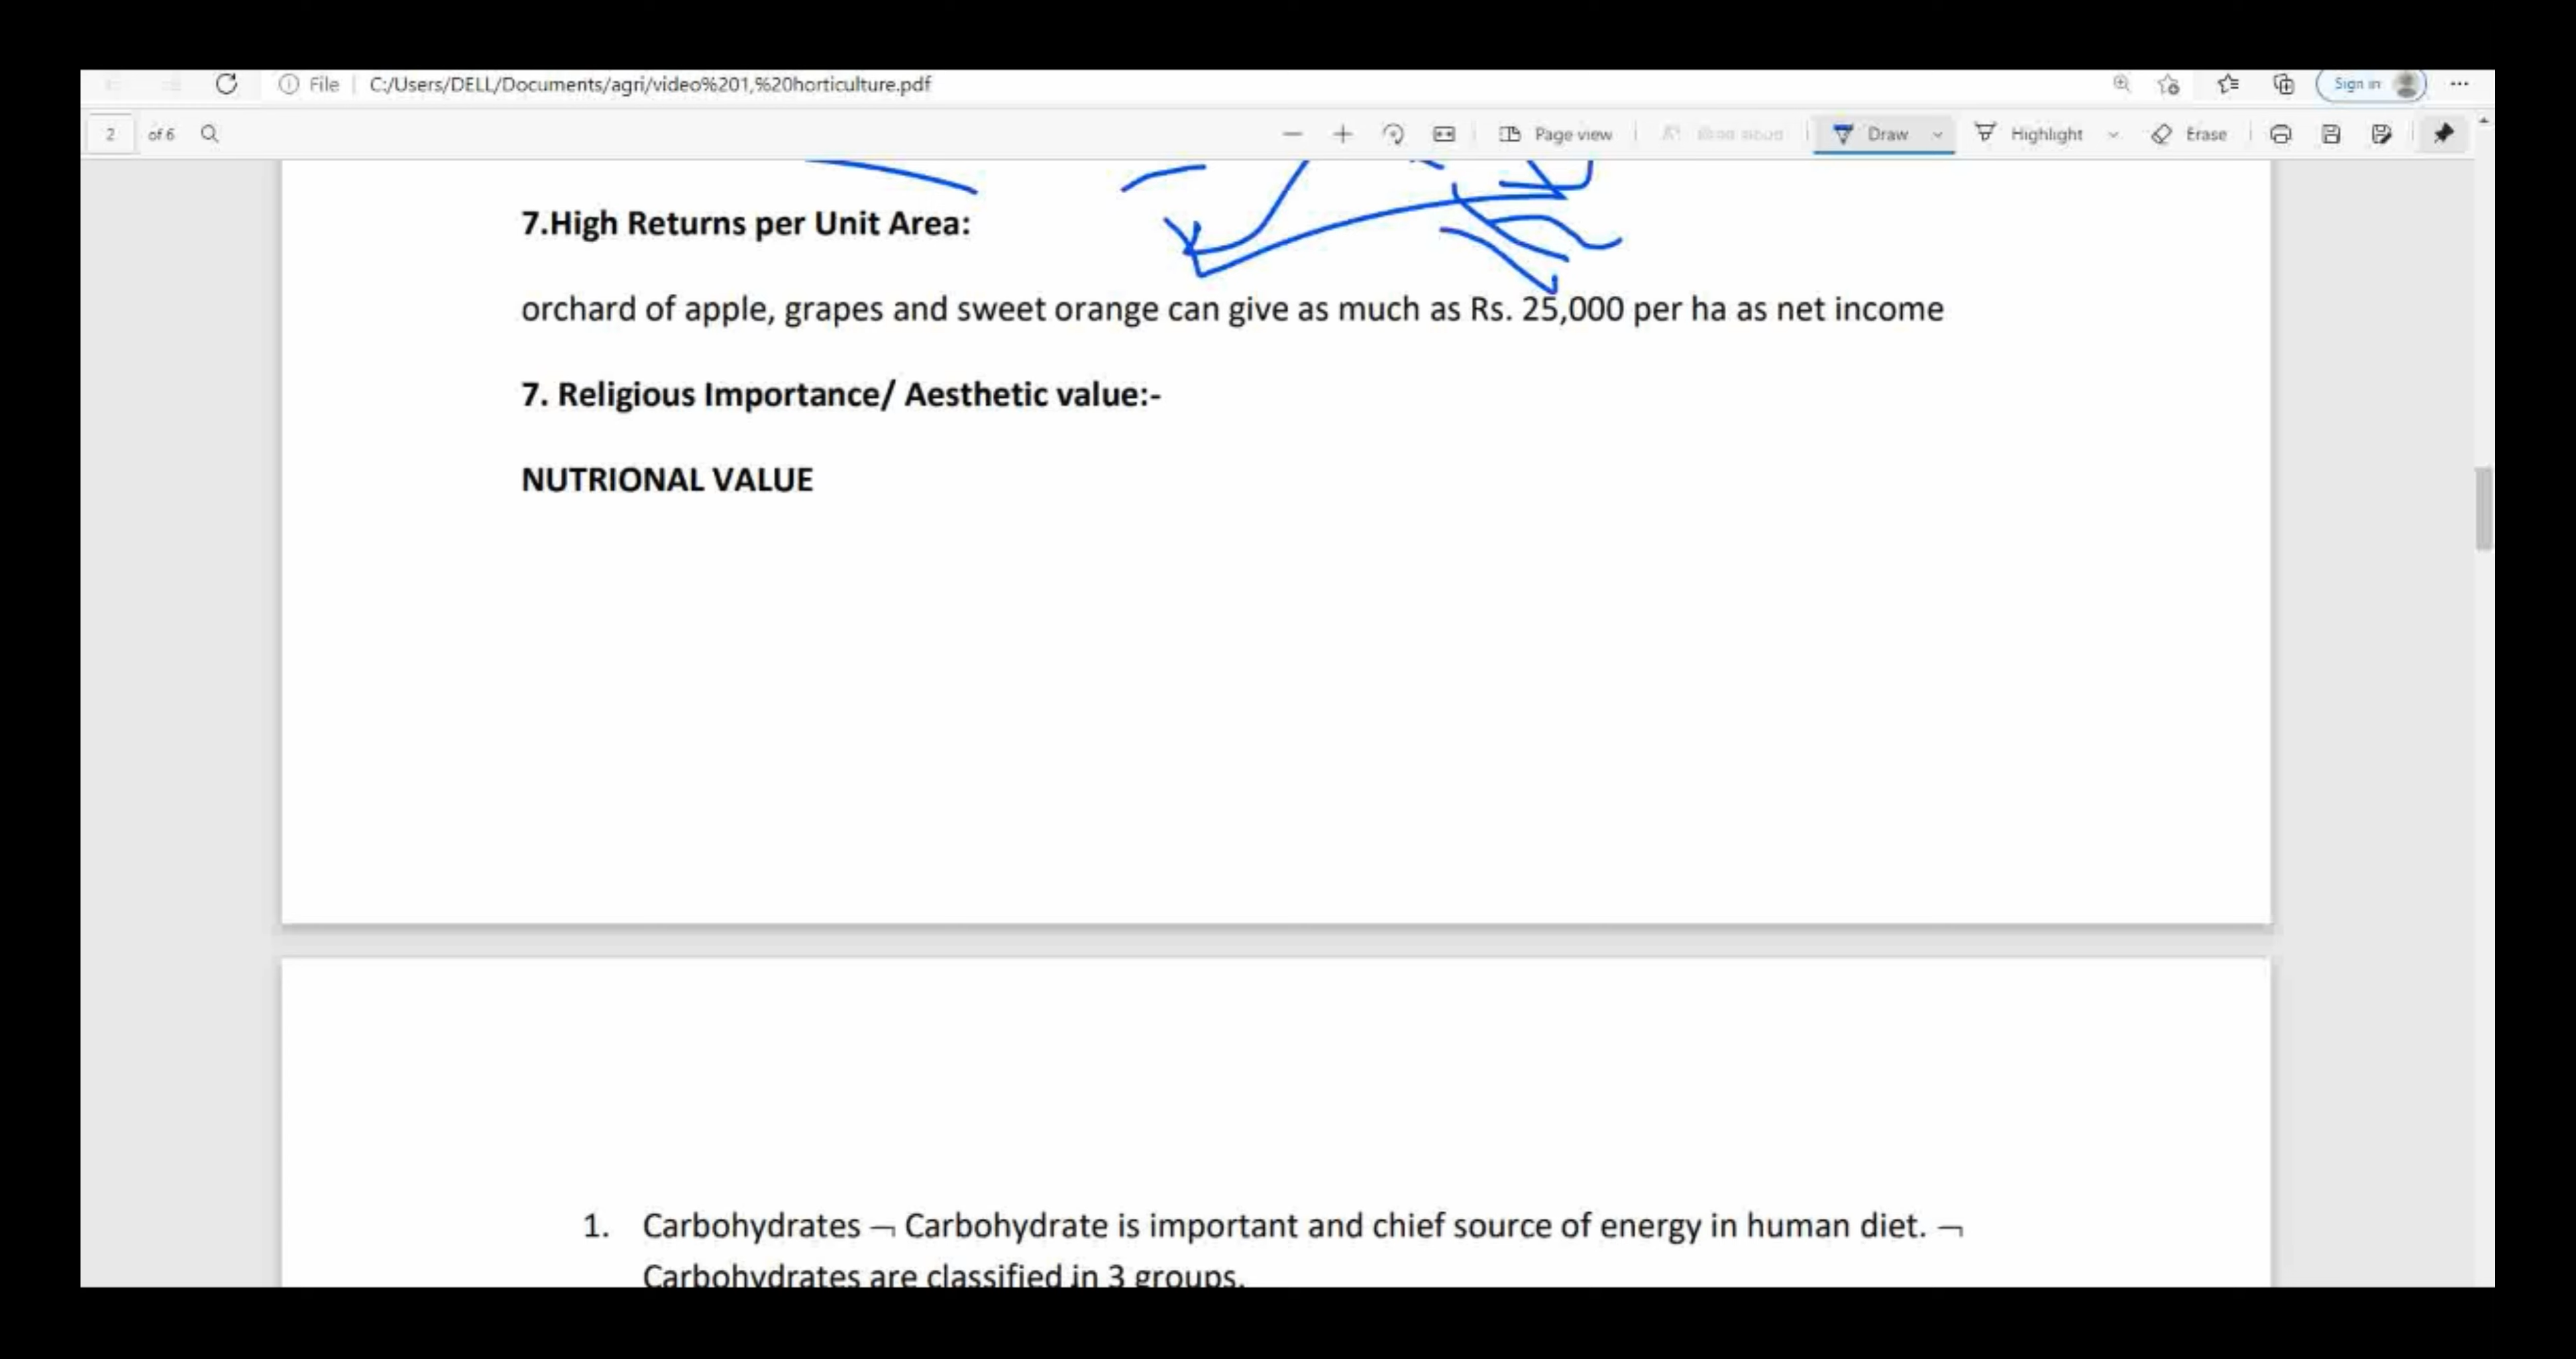 File C:/Users/DELL/Documents/agri/video%201,%20horticulture.pdf Sign in
2 of 6 Page view Draw Highlight Erase
7.High Returns per Unit Area:
orchard of apple, grapes and sweet orange can give as much as Rs. 25,000 per ha as net income
7. Religious Importance/ Aesthetic value:-
NUTRIONAL VALUE
1. Carbohydrates ¬ Carbohydrate is important and chief source of energy in human diet. ¬
Carbohydrates are classified in 3 groups.